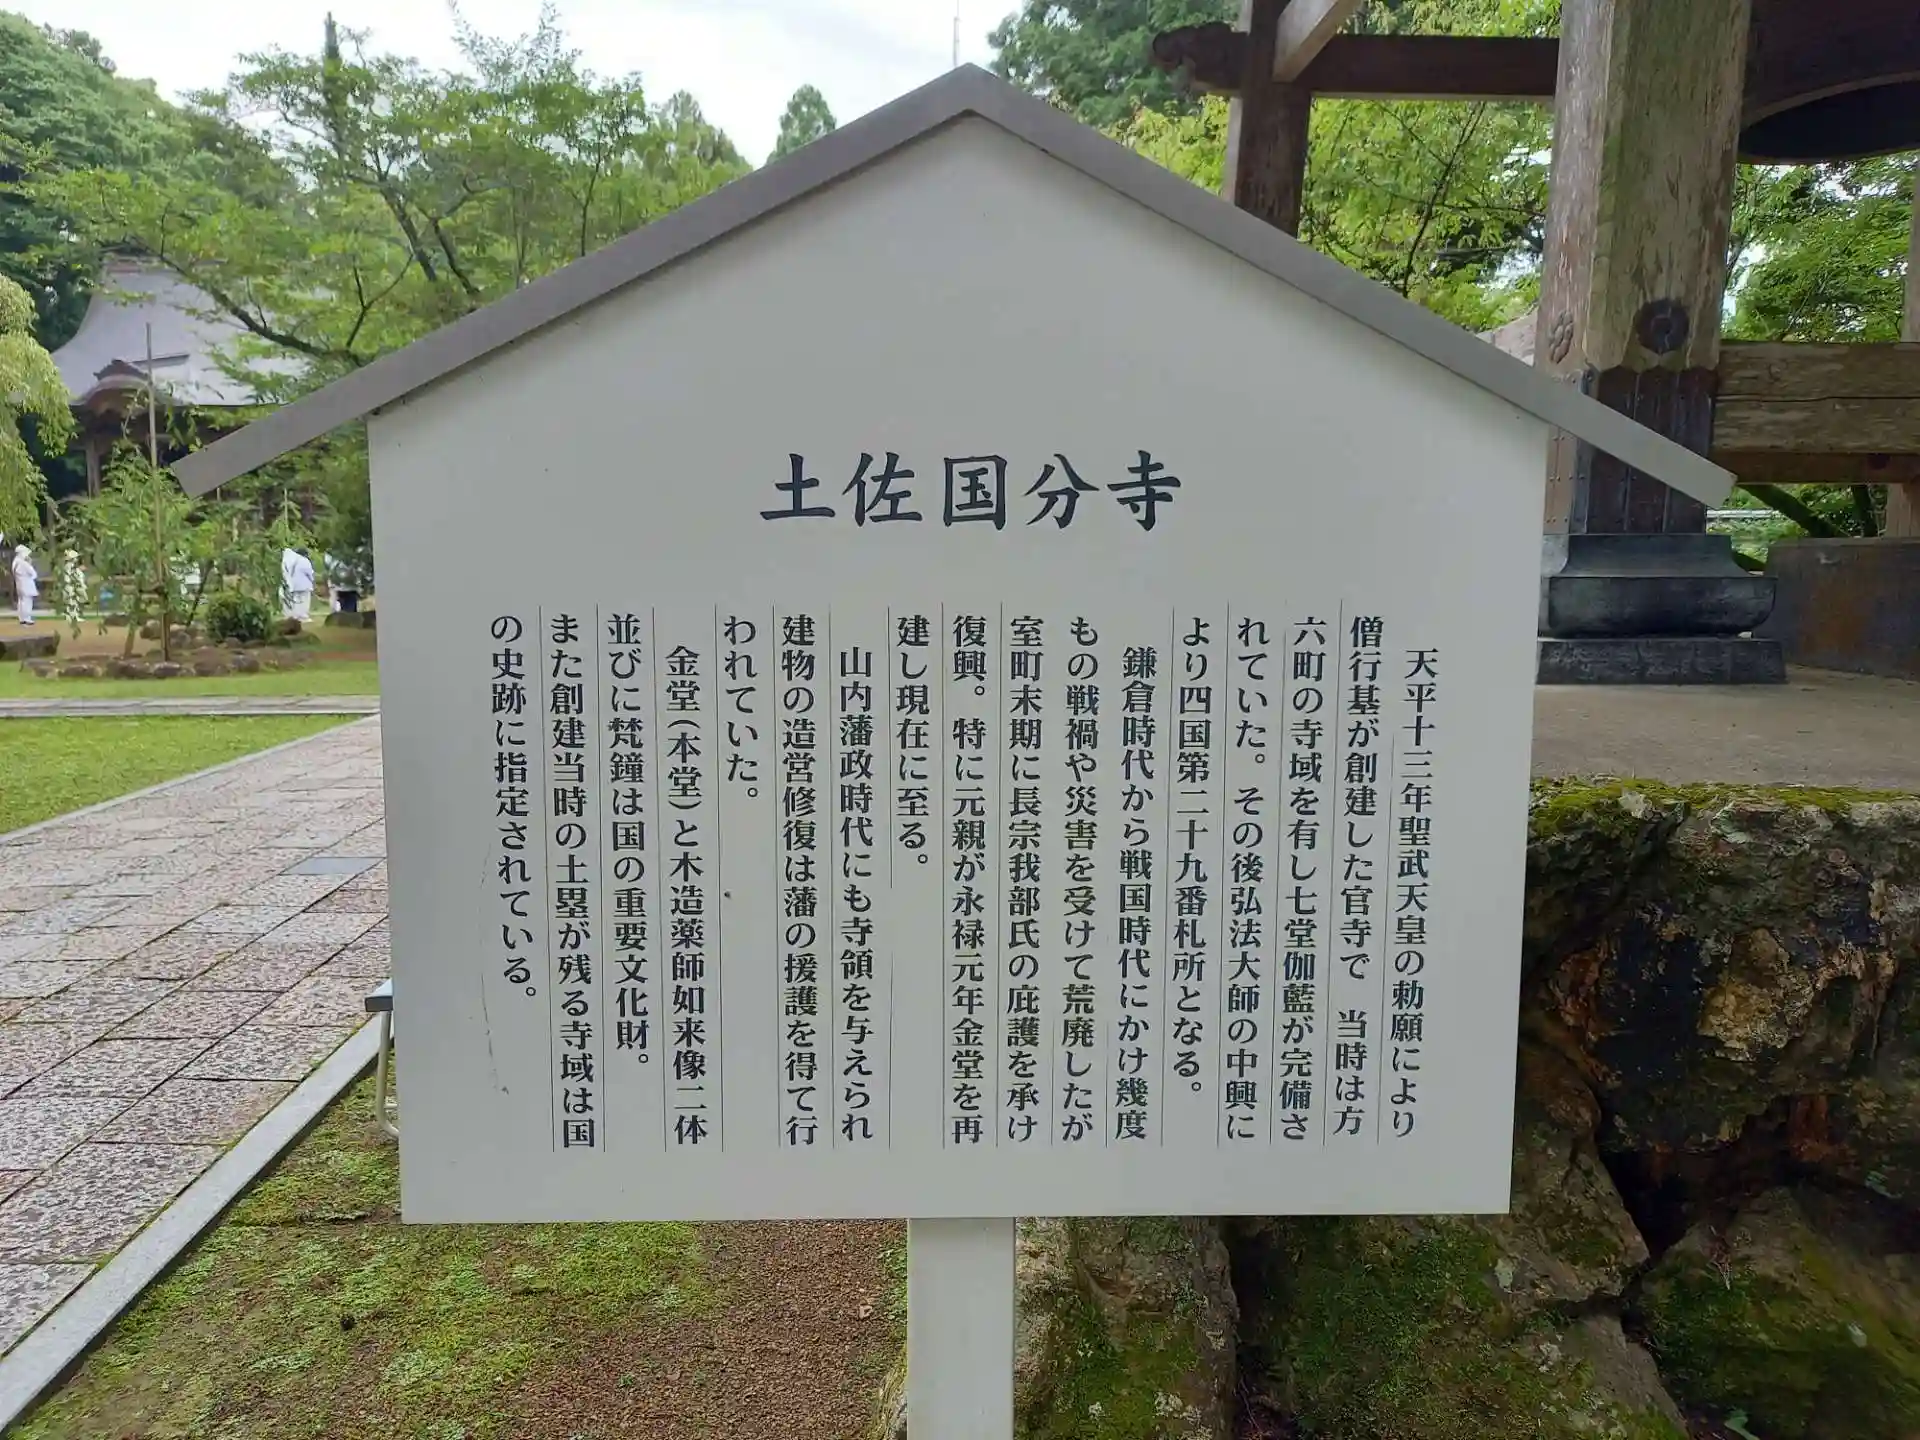 土佐国分寺
天平十三年聖武天皇の勅願により
僧行基が創建した官寺で　当時は方
六町の寺域を有し七堂伽藍が完備さ
れていた。その後弘法大師の中興に
より四国第二十九番札所となる。
鎌倉時代から戦国時代にかけ幾度
もの戦禍や災害を受けて荒廃したが
室町末期に長宗我部氏の庇護を承け
復興。特に元親が永禄元年金堂を再
建し現在に至る。
山内藩政時代にも寺領を与えられ
建物の造営修復は藩の援護を得て行
われていた。
金堂(本堂)と木造薬師如来像二体
並びに梵鐘は国の重要文化財。
また創建当時の土塁が残る寺域は国
の史跡に指定されている。